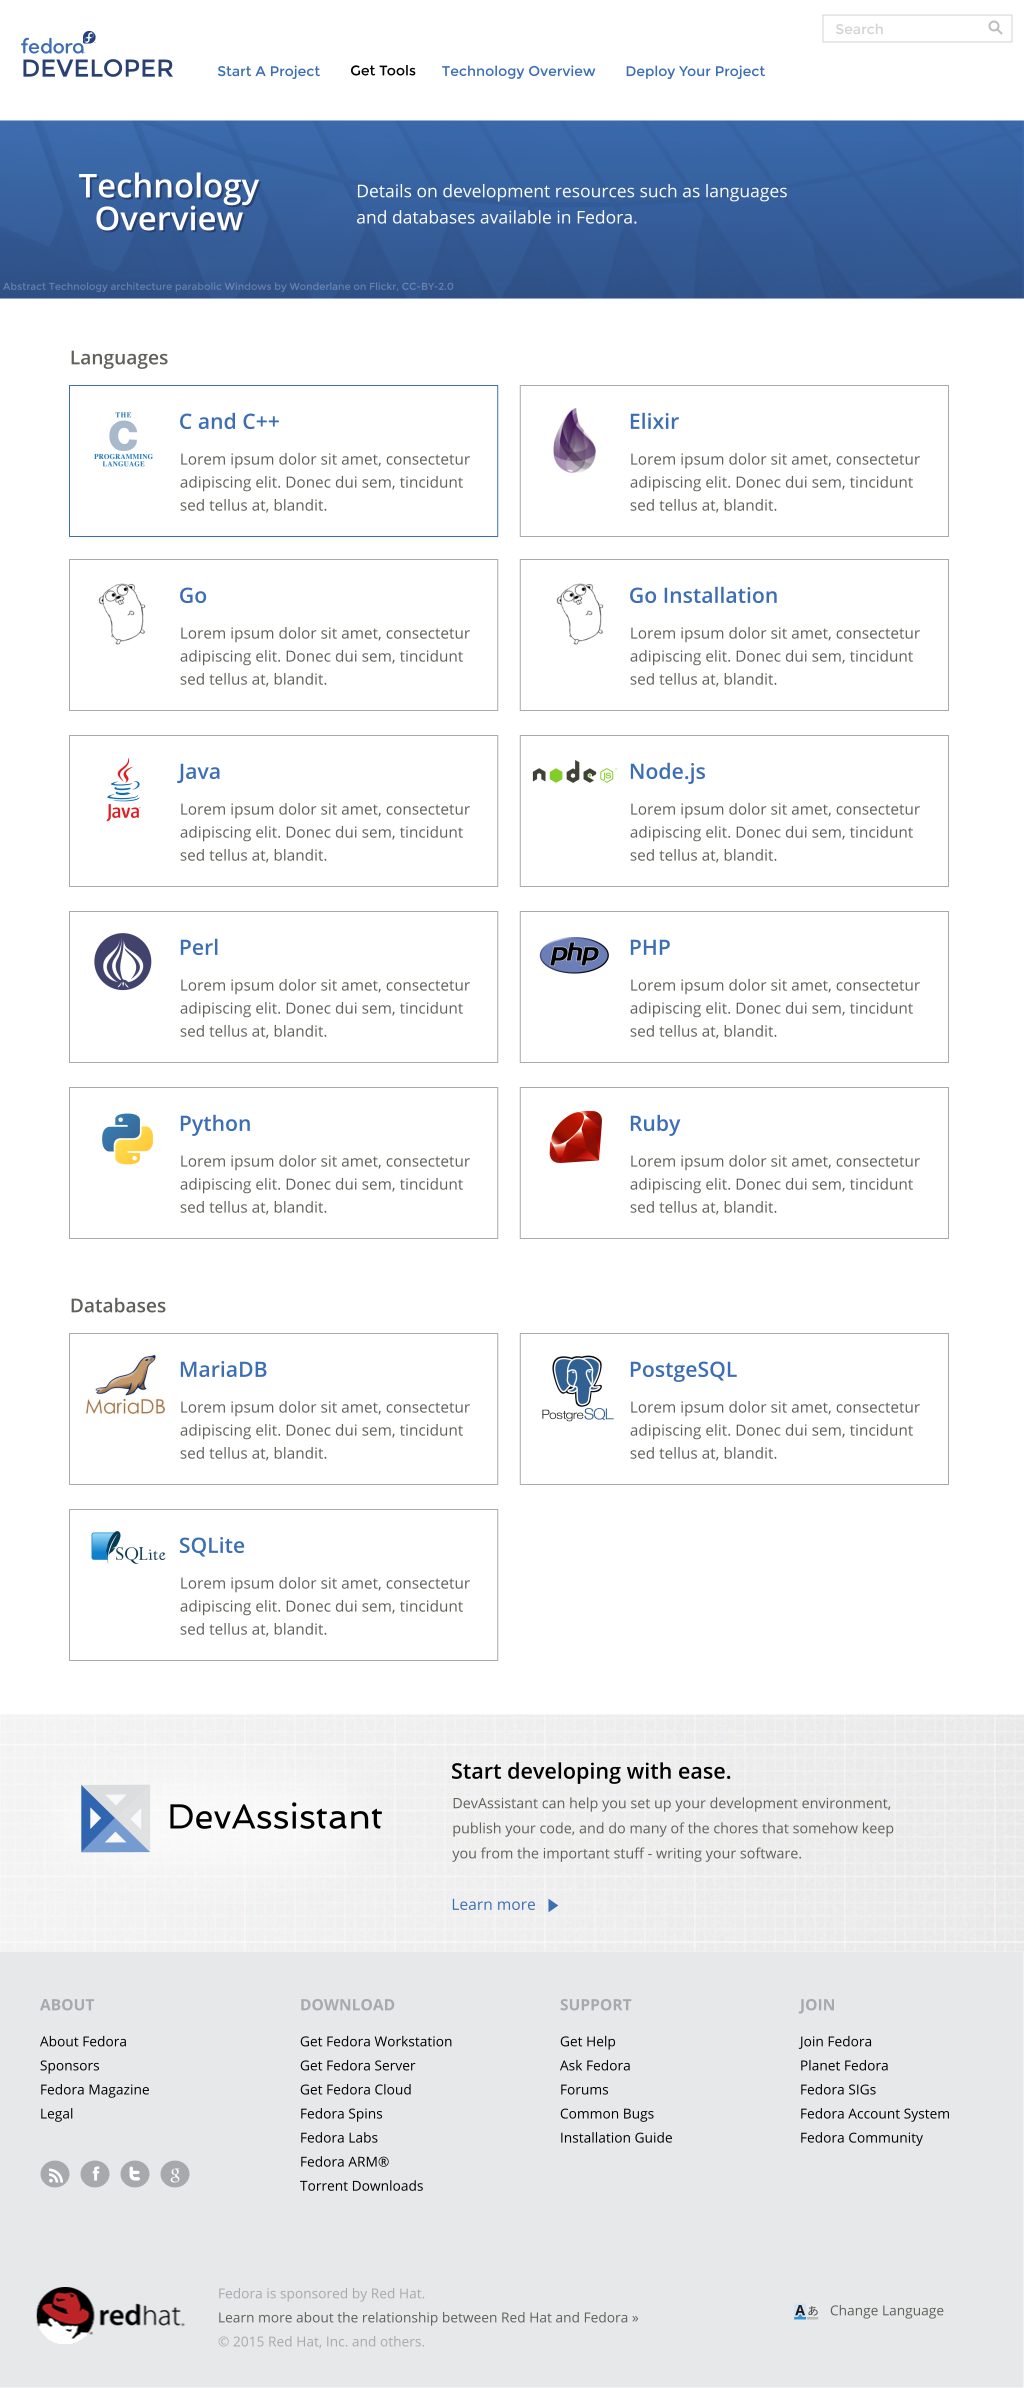 fedora
DEVELOPER
Search
Start A Project
Get Tools
Technology Overview
Deploy Your Project
Technology
Overview
Details on development resources such as languages
and databases available in Fedora.
Abstract Technology architecture parabolic Windows by Wonderlane on Flickr, CC-BY-2.0
Languages
THE
C
PROGRAMMING
LANGUAGE
C and C++
Lorem ipsum dolor sit amet, consectetur
adipiscing elit. Donec dui sem, tincidunt
sed tellus at, blandit.
Elixir
Lorem ipsum dolor sit amet, consectetur
adipiscing elit. Donec dui sem, tincidunt
sed tellus at, blandit.
Go
Lorem ipsum dolor sit amet, consectetur
adipiscing elit. Donec dui sem, tincidunt
sed tellus at, blandit.
Go Installation
Lorem ipsum dolor sit amet, consectetur
adipiscing elit. Donec dui sem, tincidunt
sed tellus at, blandit.
Java
Java
Lorem ipsum dolor sit amet, consectetur
adipiscing elit. Donec dui sem, tincidunt
sed tellus at, blandit.
node JS
Node.js
Lorem ipsum dolor sit amet, consectetur
adipiscing elit. Donec dui sem, tincidunt
sed tellus at, blandit.
Perl
Lorem ipsum dolor sit amet, consectetur
adipiscing elit. Donec dui sem, tincidunt
sed tellus at, blandit.
php
PHP
Lorem ipsum dolor sit amet, consectetur
adipiscing elit. Donec dui sem, tincidunt
sed tellus at, blandit.
Python
Lorem ipsum dolor sit amet, consectetur
adipiscing elit. Donec dui sem, tincidunt
sed tellus at, blandit.
Ruby
Lorem ipsum dolor sit amet, consectetur
adipiscing elit. Donec dui sem, tincidunt
sed tellus at, blandit.
Databases
MariaDB
MariaDB
Lorem ipsum dolor sit amet, consectetur
adipiscing elit. Donec dui sem, tincidunt
sed tellus at, blandit.
PostgreSQL
PostgeSQL
Lorem ipsum dolor sit amet, consectetur
adipiscing elit. Donec dui sem, tincidunt
sed tellus at, blandit.
SQLite
SQLite
Lorem ipsum dolor sit amet, consectetur
adipiscing elit. Donec dui sem, tincidunt
sed tellus at, blandit.
DevAssistant
Start developing with ease.
DevAssistant can help you set up your development environment,
publish your code, and do many of the chores that somehow keep
you from the important stuff - writing your software.
Learn more
ABOUT
About Fedora
Sponsors
Fedora Magazine
Legal
DOWNLOAD
Get Fedora Workstation
Get Fedora Server
Get Fedora Cloud
Fedora Spins
Fedora Labs
Fedora ARM®
Torrent Downloads
SUPPORT
Get Help
Ask Fedora
Forums
Common Bugs
Installation Guide
JOIN
Join Fedora
Planet Fedora
Fedora SIGs
Fedora Account System
Fedora Community
redhat.
Fedora is sponsored by Red Hat.
Learn more about the relationship between Red Hat and Fedora »
© 2015 Red Hat, Inc. and others.
A あ Change Language